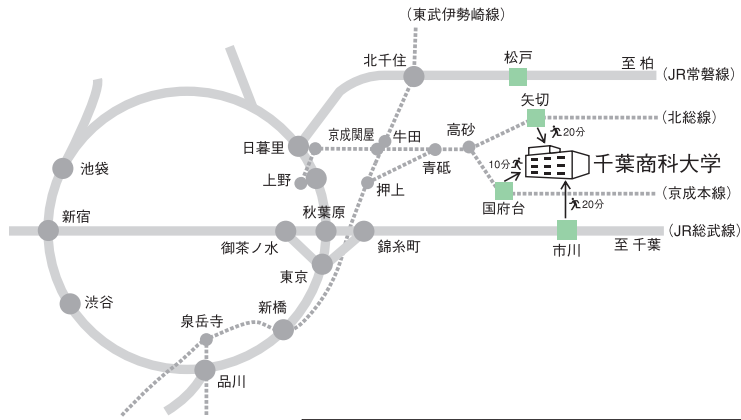 (東武伊勢崎線)
北千住
松戸
至 柏
(JR常磐線)
矢切
(北総線)
20分
日暮里
京成関屋
牛田
高砂
青砥
10分
千葉商科大学
池袋
上野
押上
国府台
(京成本線)
20分
新宿
秋葉原
御茶ノ水
錦糸町
市川
至 千葉
(JR総武線)
東京
渋谷
新橋
泉岳寺
品川